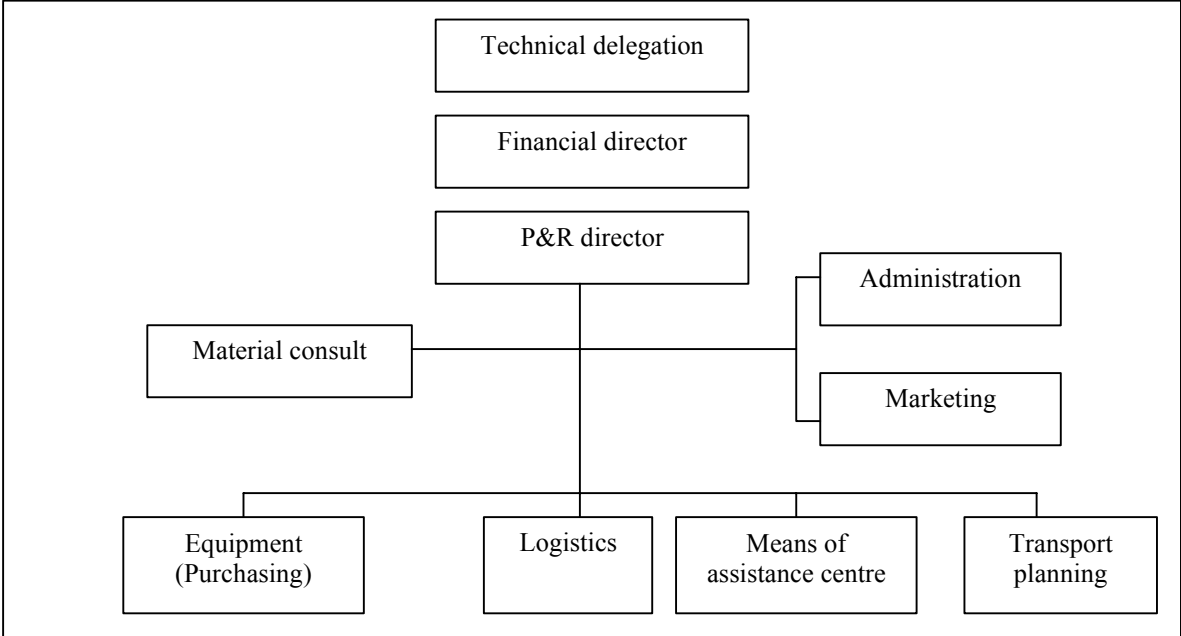 Technical delegation
Financial director
P&R director
Administration
Material consult
Marketing
Equipment
(Purchasing)
Logistics
Means of
assistance centre
Transport
planning